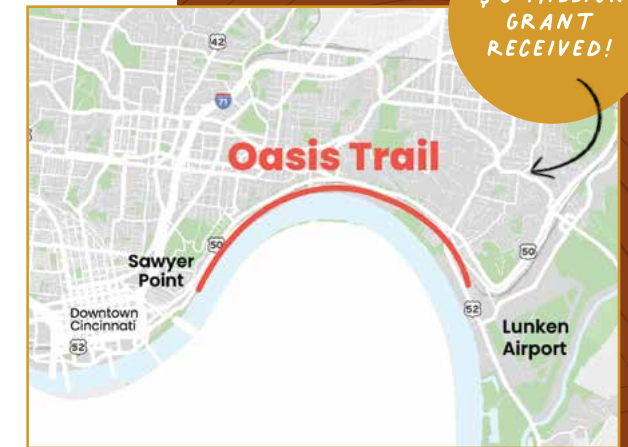 GRANT
RECEIVED!
42
71
Oasis Trail
50
Sawyer
Point
50
Downtown
Cincinnati
52
52
Lunken
Airport